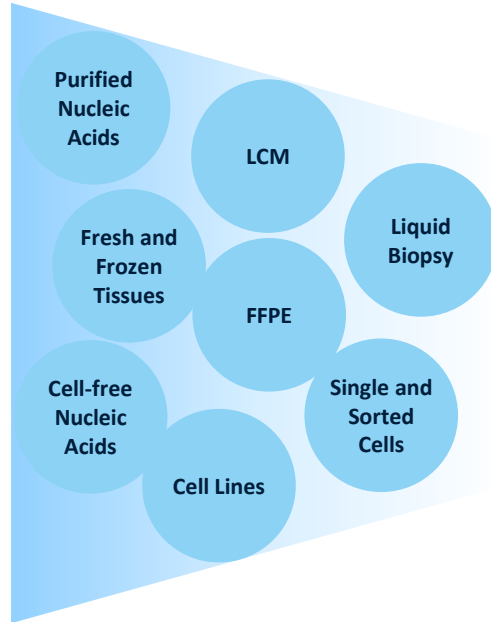 Purified
Nucleic
Acids
LCM
Liquid
Biopsy
Fresh and
Frozen
Tissues
FFPE
Cell-free
Nucleic
Acids
Single and
Sorted
Cells
Cell Lines